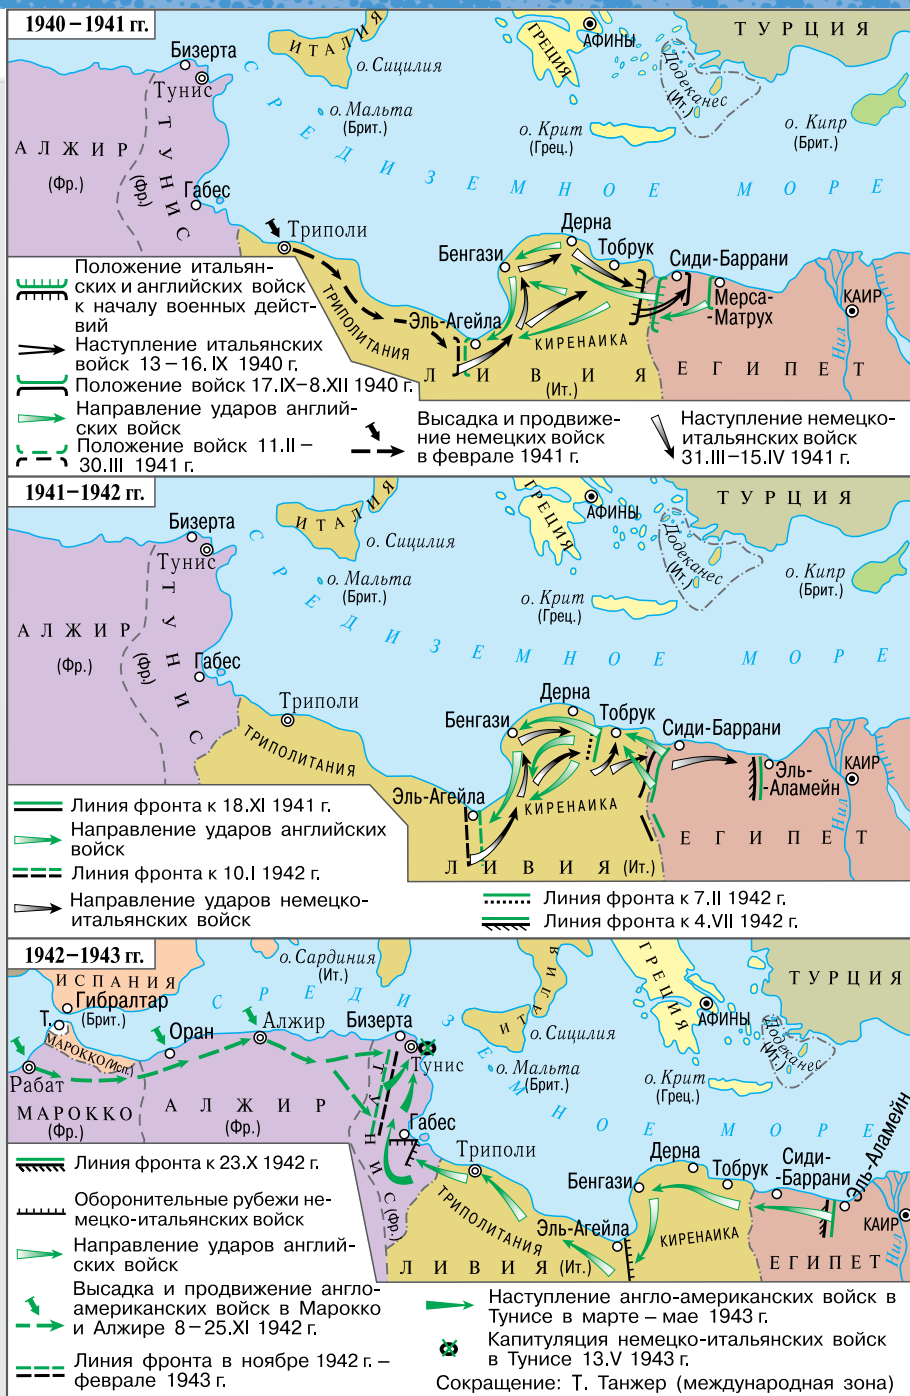 1940–1941 гг.
ИТАЛИЯ
о. Сицилия
ГРЕЦИЯ
АФИНЫ
ТУРЦИЯ
Додеканес
(Ит.)
Бизерта
Тунис
о. Мальта
(Брит.)
о. Крит
(Грец.)
о. Кипр
(Брит.)
СРЕДИЗЕМНОЕ МОРЕ
АЛЖИР
(Фр.)
ТУНИС
(Фр.)
Габес
Триполи
ТРИПОЛИТАНИЯ
Бенгази
Дерна
Тобрук
Сиди-Баррани
Мерса-
-Матрух
КАИР
Нил
Эль-Агейла
КИРЕНАИКА
ЛИВИЯ
(Ит.)
ЕГИПЕТ
Положение итальян-
ских и английских войск
к началу военных дейст-
вий
Наступление итальянских
войск 13–16. IX 1940 г.
Положение войск 17.IX–8.XII 1940 г.
Направление ударов англий-
ских войск
Положение войск 11.II –
30.III 1941 г.
Высадка и продвиже-
ние немецких войск
в феврале 1941 г.
Наступление немецко-
итальянских войск
31.III–15.IV 1941 г.
1941–1942 гг.
ИТАЛИЯ
о. Сицилия
ГРЕЦИЯ
АФИНЫ
ТУРЦИЯ
Додеканес
(Ит.)
Бизерта
Тунис
о. Мальта
(Брит.)
о. Крит
(Грец.)
о. Кипр
(Брит.)
СРЕДИЗЕМНОЕ МОРЕ
АЛЖИР
(Фр.)
ТУНИС
(Фр.)
Габес
Триполи
ТРИПОЛИТАНИЯ
Бенгази
Дерна
Тобрук
Сиди-Баррани
Эль-
-Аламейн
КАИР
Нил
Эль-Агейла
КИРЕНАИКА
ЛИВИЯ (Ит.)
ЕГИПЕТ
Линия фронта к 18.XI 1941 г.
Направление ударов английских
войск
Линия фронта к 10.I 1942 г.
Направление ударов немецко-
итальянских войск
Линия фронта к 7.II 1942 г.
Линия фронта к 4.VII 1942 г.
1942–1943 гг.
ИСПАНИЯ
Гибралтар
(Брит.)
Т.
МАРОККО (Исп.)
Рабат
МАРОККО
(Фр.)
Оран
Алжир
АЛЖИР
(Фр.)
о. Сардиния
(Ит.)
СРЕДИЗЕМНОЕ МОРЕ
Бизерта
Тунис
ТУНИС (Фр.)
Габес
ИТАЛИЯ
о. Сицилия
о. Мальта
(Брит.)
ГРЕЦИЯ
АФИНЫ
о. Крит
(Грец.)
ТУРЦИЯ
Додеканес
(Ит.)
Триполи
ТРИПОЛИТАНИЯ
Бенгази
Дерна
Тобрук
Сиди-
-Баррани
Эль-Аламейн
КАИР
Нил
Эль-Агейла
КИРЕНАИКА
ЛИВИЯ (Ит.)
ЕГИПЕТ
Линия фронта к 23.X 1942 г.
Оборонительные рубежи не-
мецко-итальянских войск
Направление ударов англий-
ских войск
Высадка и продвижение англо-
американских войск в Марокко
и Алжире 8–25.XI 1942 г.
Линия фронта в ноябре 1942 г. –
феврале 1943 г.
Наступление англо-американских войск в
Тунисе в марте – мае 1943 г.
Капитуляция немецко-итальянских войск
в Тунисе 13.V 1943 г.
Сокращение: Т. Танжер (международная зона)